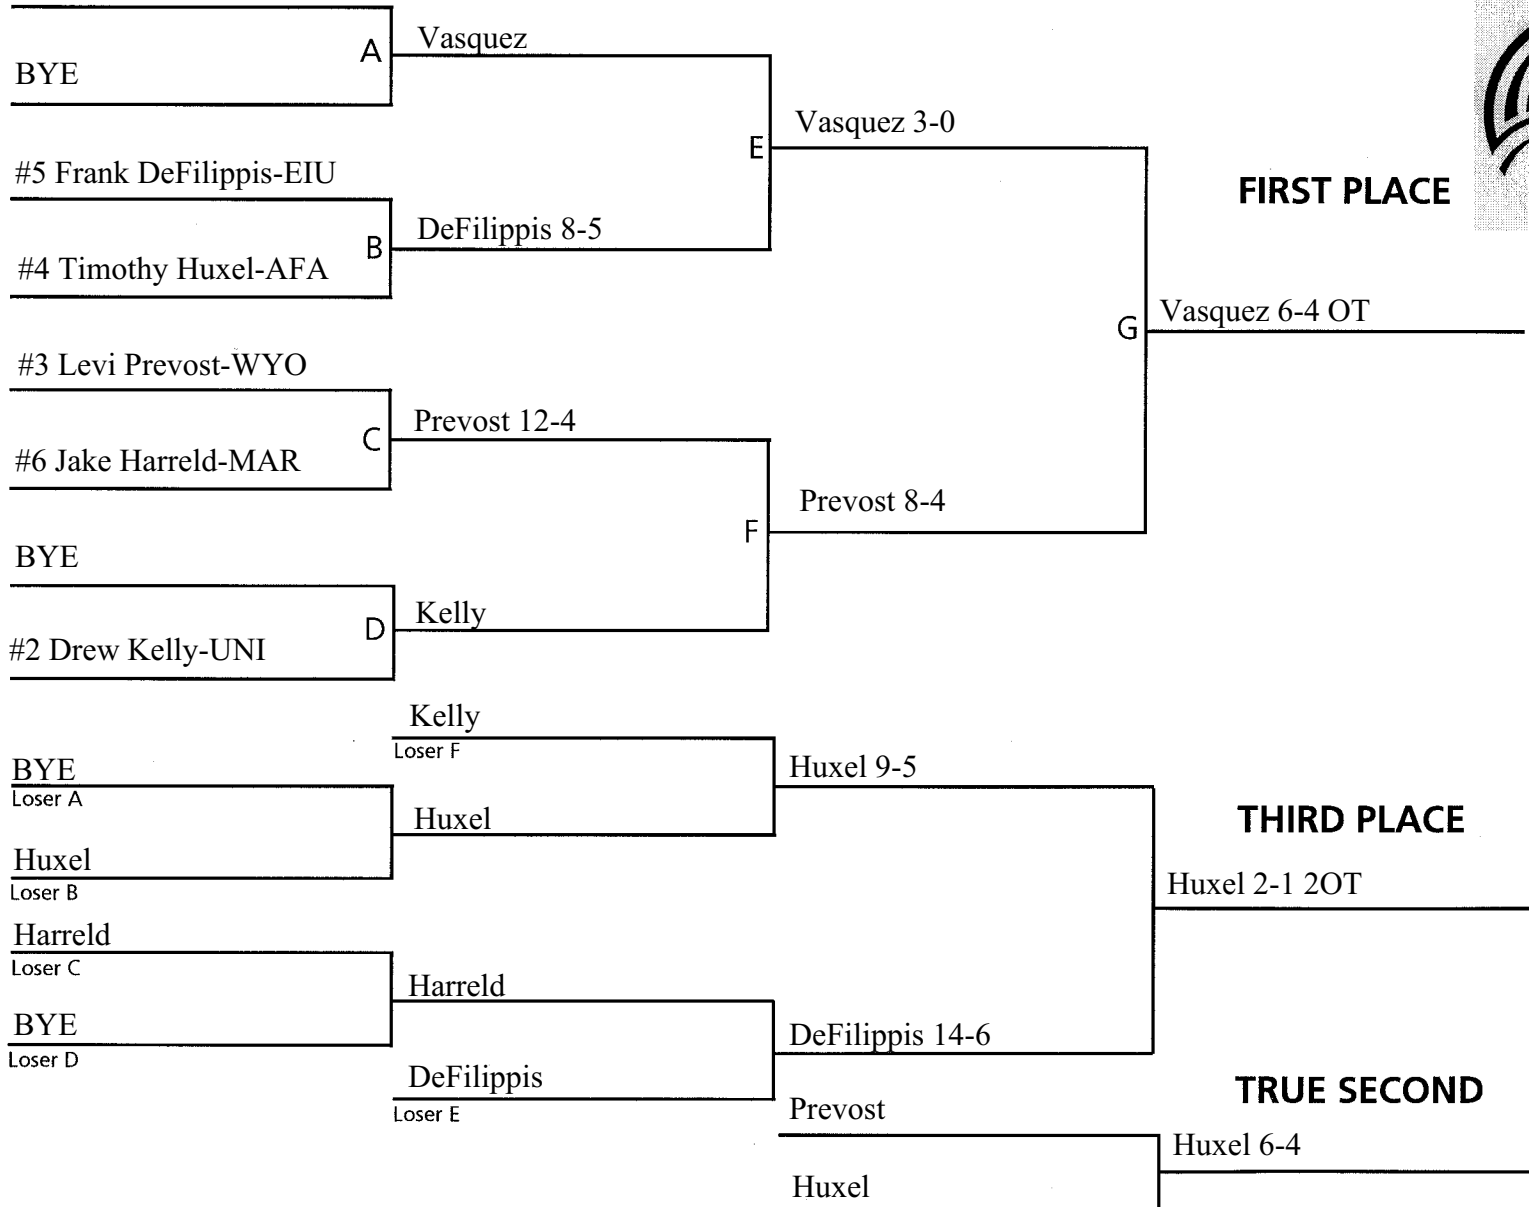 Vasquez
A
BYE
Vasquez 3-0
E
#5 Frank DeFilippis-EIU
FIRST PLACE
DeFilippis 8-5
B
#4 Timothy Huxel-AFA
Vasquez 6-4 OT
G
#3 Levi Prevost-WYO
Prevost 12-4
C
#6 Jake Harreld-MAR
Prevost 8-4
F
BYE
Kelly
D
#2 Drew Kelly-UNI
Kelly
Loser F
BYE
Loser A
Huxel 9-5
Huxel
THIRD PLACE
Huxel
Loser B
Huxel 2-1 2OT
Harreld
Loser C
Harreld
BYE
Loser D
DeFilippis 14-6
DeFilippis
Loser E
TRUE SECOND
Prevost
Huxel 6-4
Huxel